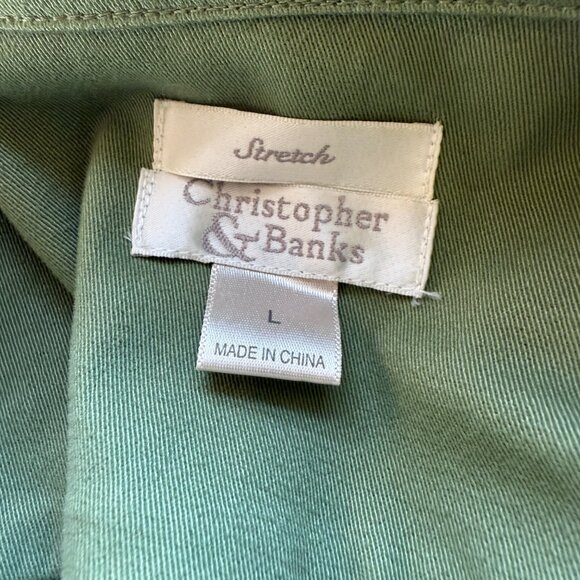 Stretch
Christopher
& Banks
L
MADE IN CHINA